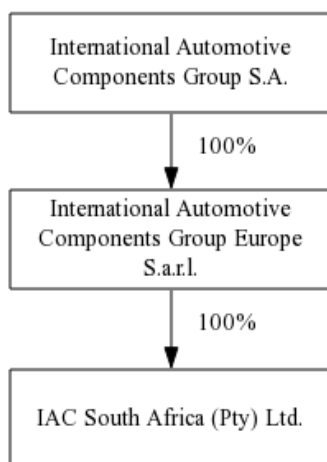 International Automotive
Components Group S.A.
100%
International Automotive
Components Group Europe
S.a.r.l.
100%
IAC South Africa (Pty) Ltd.